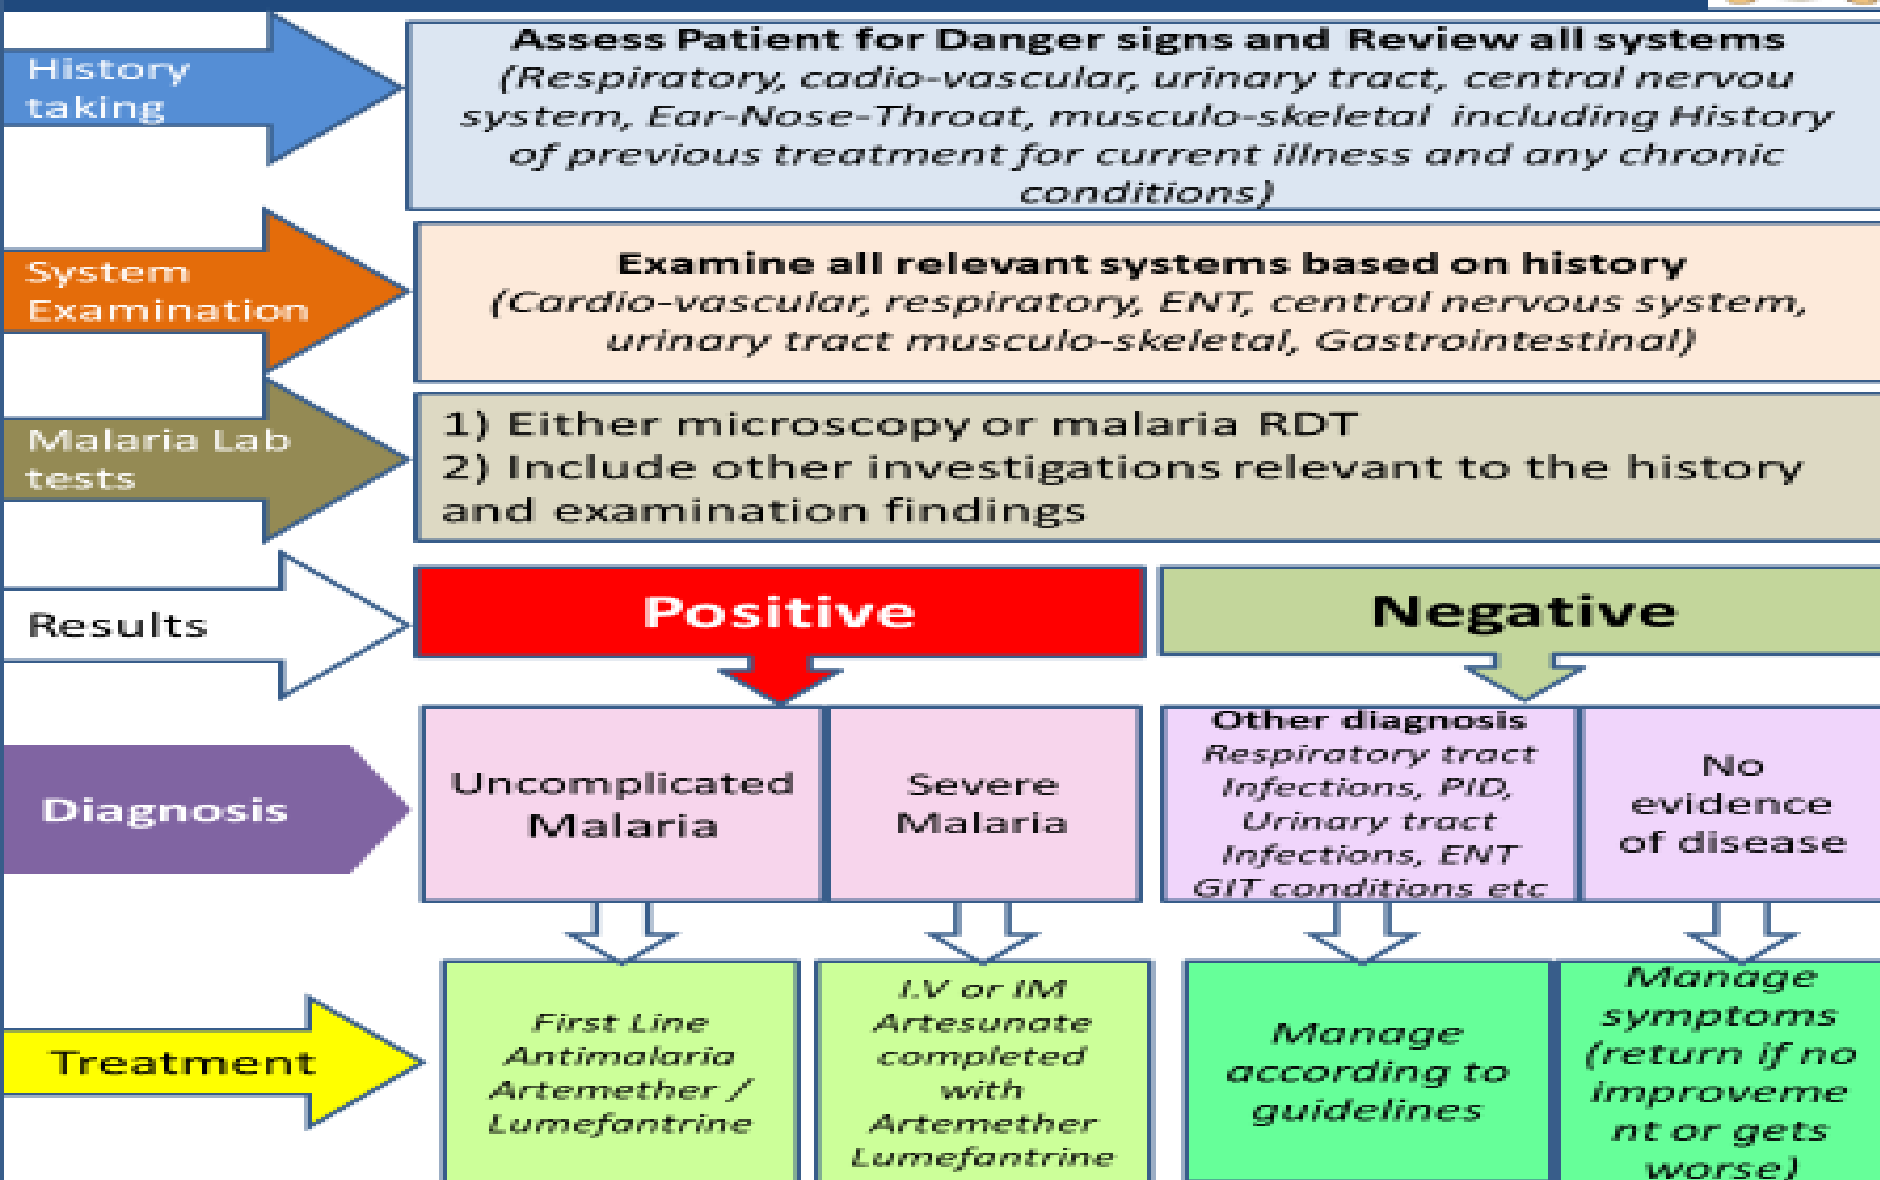 History
taking
Assess Patient for Danger signs and Review all systems
(Respiratory, cadio-vascular, urinary tract, central nervou
system, Ear-Nose-Throat, musculo-skeletal including History
of previous treatment for current illness and any chronic
conditions)
System
Examination
Examine all relevant systems based on history
(Cardio-vascular, respiratory, ENT, central nervous system,
urinary tract musculo-skeletal, Gastrointestinal)
Malaria Lab
tests
1) Either microscopy or malaria RDT
2) Include other investigations relevant to the history
and examination findings
Results
Positive
Negative
Diagnosis
Uncomplicated
Malaria
Severe
Malaria
Other diagnosis
Respiratory tract
Infections, PID,
Urinary tract
Infections, ENT
GIT conditions etc
No
evidence
of disease
Treatment
First Line
Antimalaria
Artemether /
Lumefantrine
I.V or IM
Artesunate
completed
with
Artemether
Lumefantrine
Manage
according to
guidelines
Manage
symptoms
(return if no
improveme
nt or gets
worse)